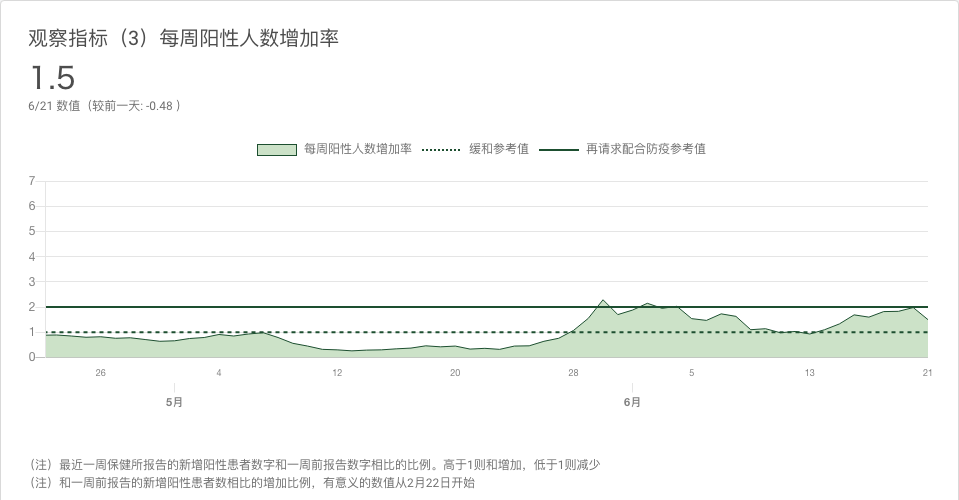 观察指标（3）每周阳性人数增加率
1.5
6/21 数值（较前一天: -0.48 ）
每周阳性人数增加率 缓和参考值 再请求配合防疫参考值
7
6
5
4
3
2
1
0
26 4 12 20 28 5 13 21
5月 6月
（注）最近一周保健所报告的新增阳性患者数字和一周前报告数字相比的比例。高于1则和增加，低于1则减少
（注）和一周前报告的新增阳性患者数相比的增加比例，有意义的数值从2月22日开始